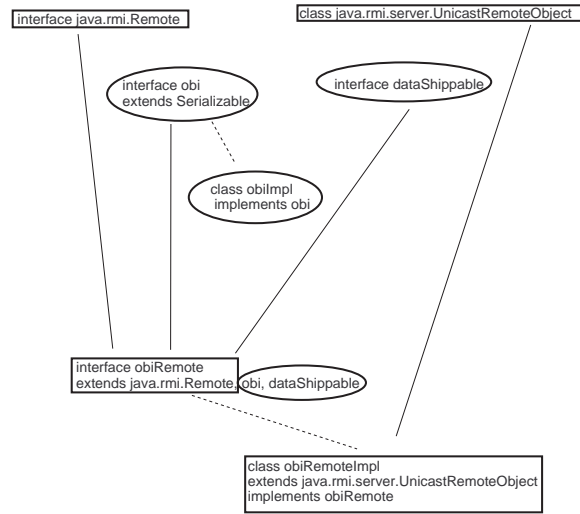 interface java.rmi.Remote
class java.rmi.server.UnicastRemoteObject
interface obi
extends Serializable
interface dataShippable
class obiImpl
implements obi
interface obiRemote
extends java.rmi.Remote, obi, dataShippable
class obiRemoteImpl
extends java.rmi.server.UnicastRemoteObject
implements obiRemote